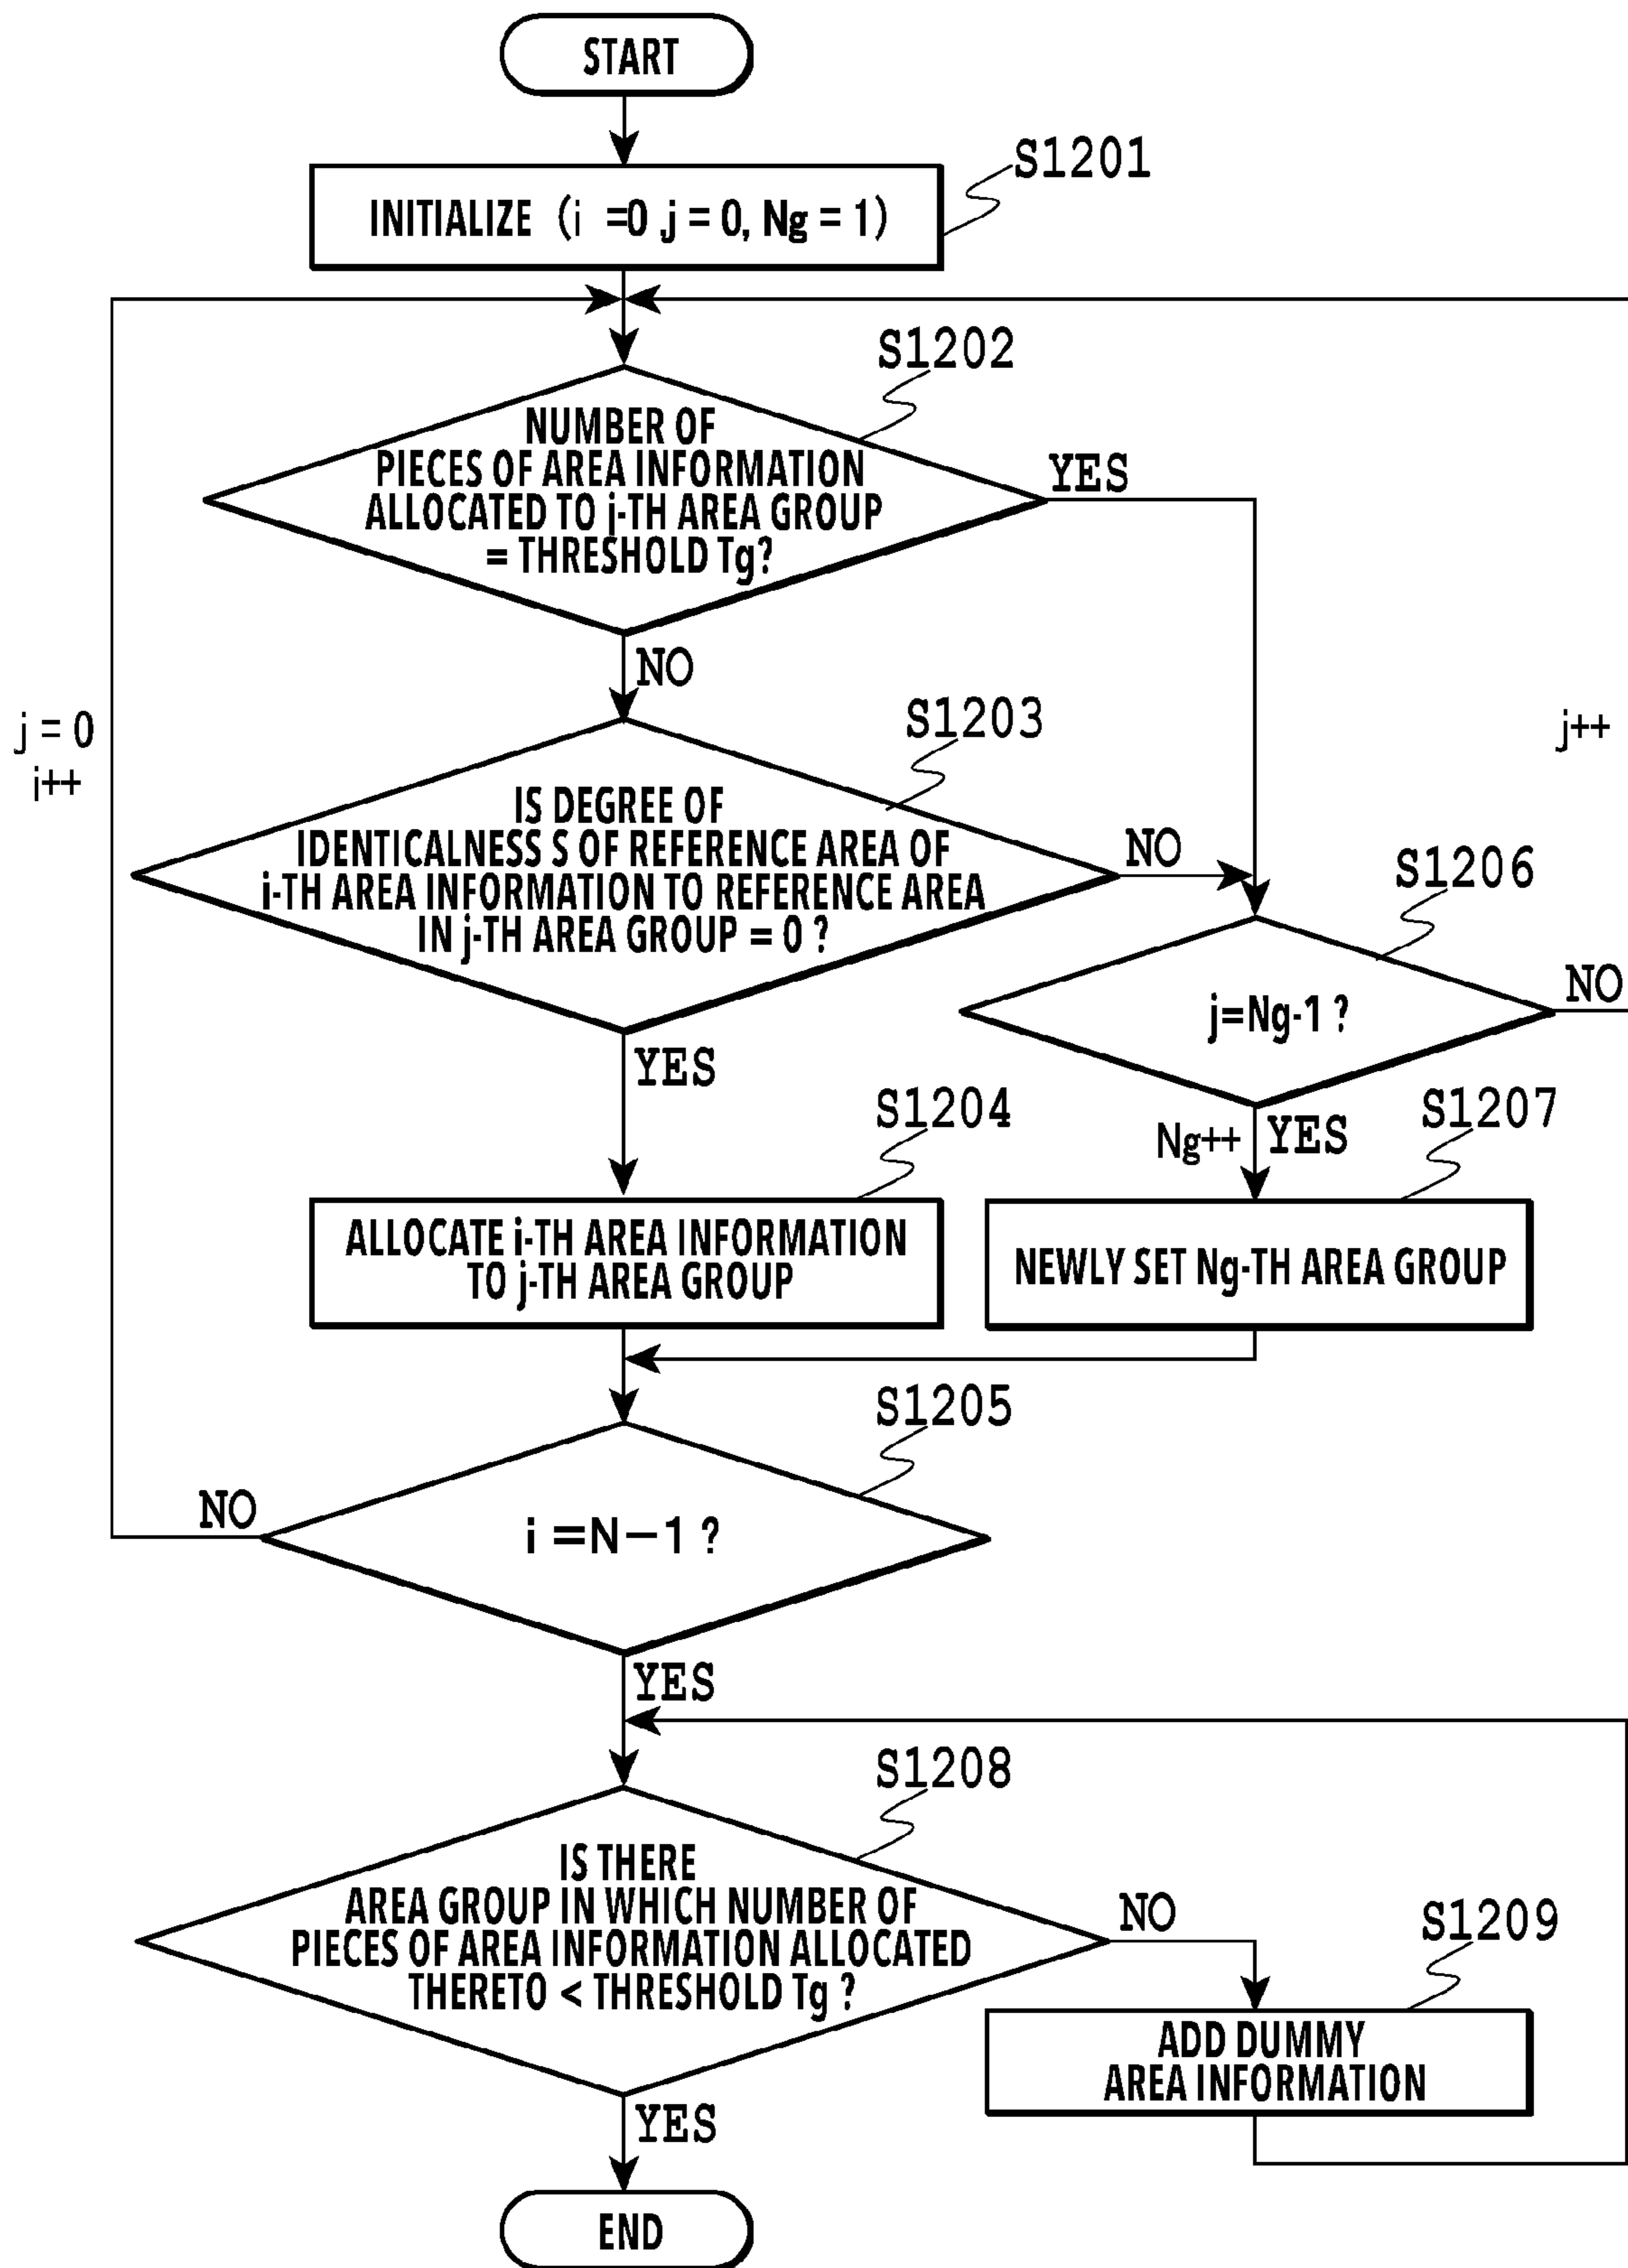 START
S1201
INITIALIZE (i =0 ,j = 0, Ng = 1)
S1202
NUMBER OF
PIECES OF AREA INFORMATION
ALLOCATED TO j-TH AREA GROUP
= THRESHOLD Tg?
YES
NO
j = 0
i++
j++
S1203
IS DEGREE OF
IDENTICALNESS S OF REFERENCE AREA OF
i-TH AREA INFORMATION TO REFERENCE AREA
IN j-TH AREA GROUP = 0 ?
NO
YES
S1206
j=Ng-1 ?
NO
Ng++
YES
S1204
ALLOCATE i-TH AREA INFORMATION
TO j-TH AREA GROUP
S1207
NEWLY SET Ng-TH AREA GROUP
S1205
i =N−1 ?
NO
YES
S1208
IS THERE
AREA GROUP IN WHICH NUMBER OF
PIECES OF AREA INFORMATION ALLOCATED
THERETO < THRESHOLD Tg ?
NO
YES
S1209
ADD DUMMY
AREA INFORMATION
END